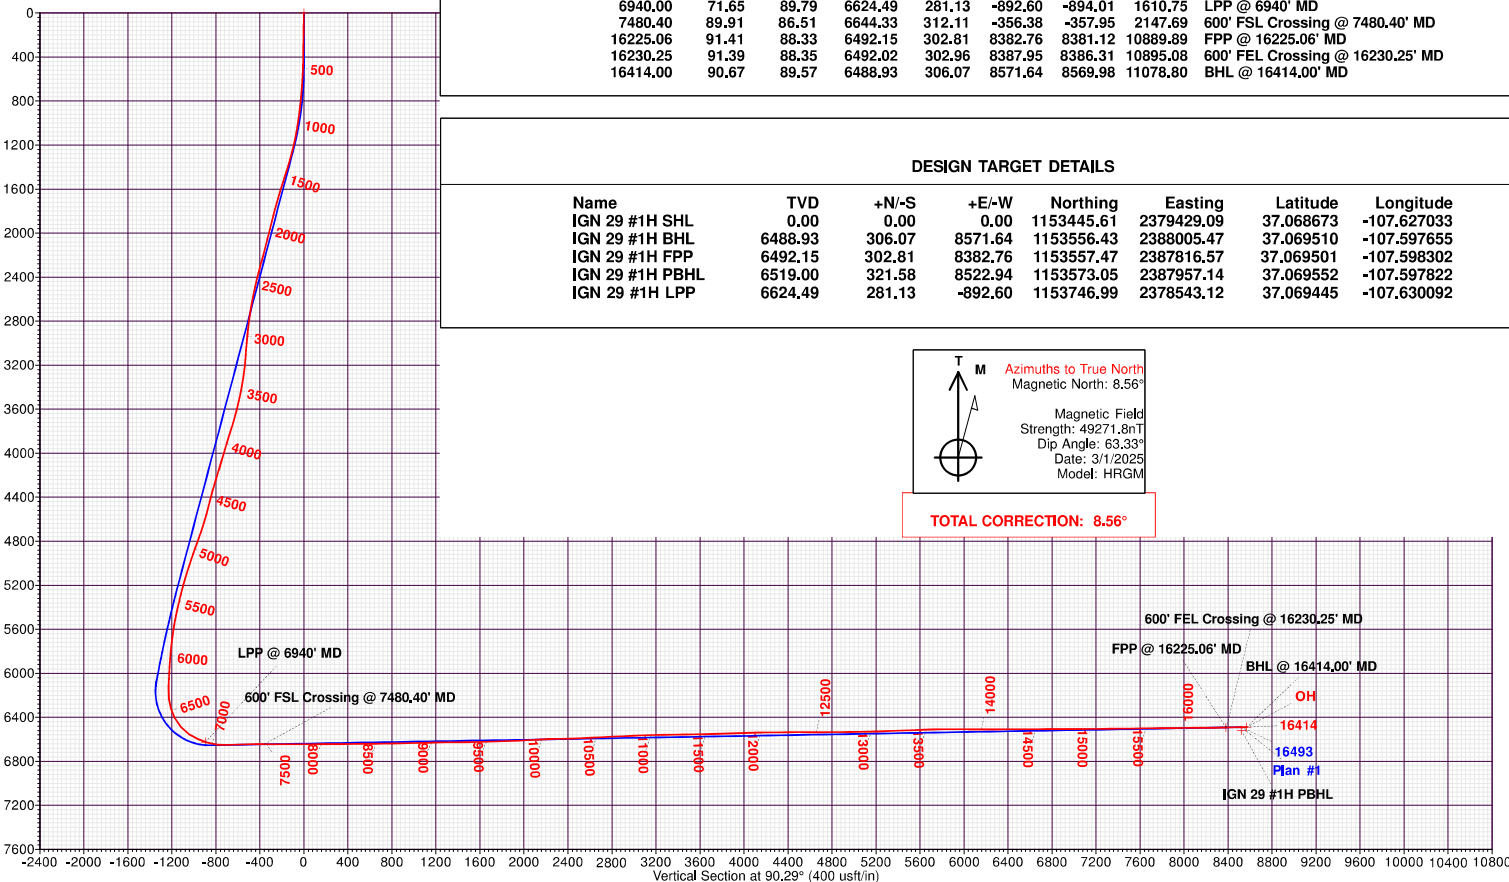 6940.00 71.65 89.79 6624.49 281.13 -892.60 -894.01 1610.75 LPP @ 6940' MD
7480.40 89.91 86.51 6644.33 312.11 -356.38 -357.95 2147.69 600' FSL Crossing @ 7480.40' MD
16225.06 91.41 88.33 6492.15 302.81 8382.76 8381.12 10889.89 FPP @ 16225.06' MD
16230.25 91.39 88.35 6492.02 302.96 8387.95 8386.31 10895.08 600' FEL Crossing @ 16230.25' MD
16414.00 90.67 89.57 6488.93 306.07 8571.64 8569.98 11078.80 BHL @ 16414.00' MD
DESIGN TARGET DETAILS
Name TVD +N/-S +E/-W Northing Easting Latitude Longitude
IGN 29 #1H SHL 0.00 0.00 0.00 1153445.61 2379429.09 37.068673 -107.627033
IGN 29 #1H BHL 6488.93 306.07 8571.64 1153556.43 2388005.47 37.069510 -107.597655
IGN 29 #1H FPP 6492.15 302.81 8382.76 1153557.47 2387816.57 37.069501 -107.598302
IGN 29 #1H PBHL 6519.00 321.58 8522.94 1153573.05 2387957.14 37.069552 -107.597822
IGN 29 #1H LPP 6624.49 281.13 -892.60 1153746.99 2378543.12 37.069445 -107.630092
T M
Azimuths to True North
Magnetic North: 8.56°
Magnetic Field
Strength: 49271.8nT
Dip Angle: 63.33°
Date: 3/1/2025
Model: HRGM
TOTAL CORRECTION: 8.56°
0
400
800
1200
1600
2000
2400
2800
3200
3600
4000
4400
4800
5200
5600
6000
6400
6800
7200
7600
500
1000
1500
2000
2500
3000
3500
4000
4500
5000
5500
6000
6500
7000
7500
8000
8500
9000
9500
10000
10500
11000
11500
12000
12500
13000
13500
14000
14500
15000
15500
16000
LPP @ 6940' MD
600' FSL Crossing @ 7480.40' MD
600' FEL Crossing @ 16230.25' MD
FPP @ 16225.06' MD
BHL @ 16414.00' MD
OH
16414
16493
Plan #1
IGN 29 #1H PBHL
-2400 -2000 -1600 -1200 -800 -400 0 400 800 1200 1600 2000 2400 2800 3200 3600 4000 4400 4800 5200 5600 6000 6400 6800 7200 7600 8000 8400 8800 9200 9600 10000 10400 10800
Vertical Section at 90.29° (400 usft/in)